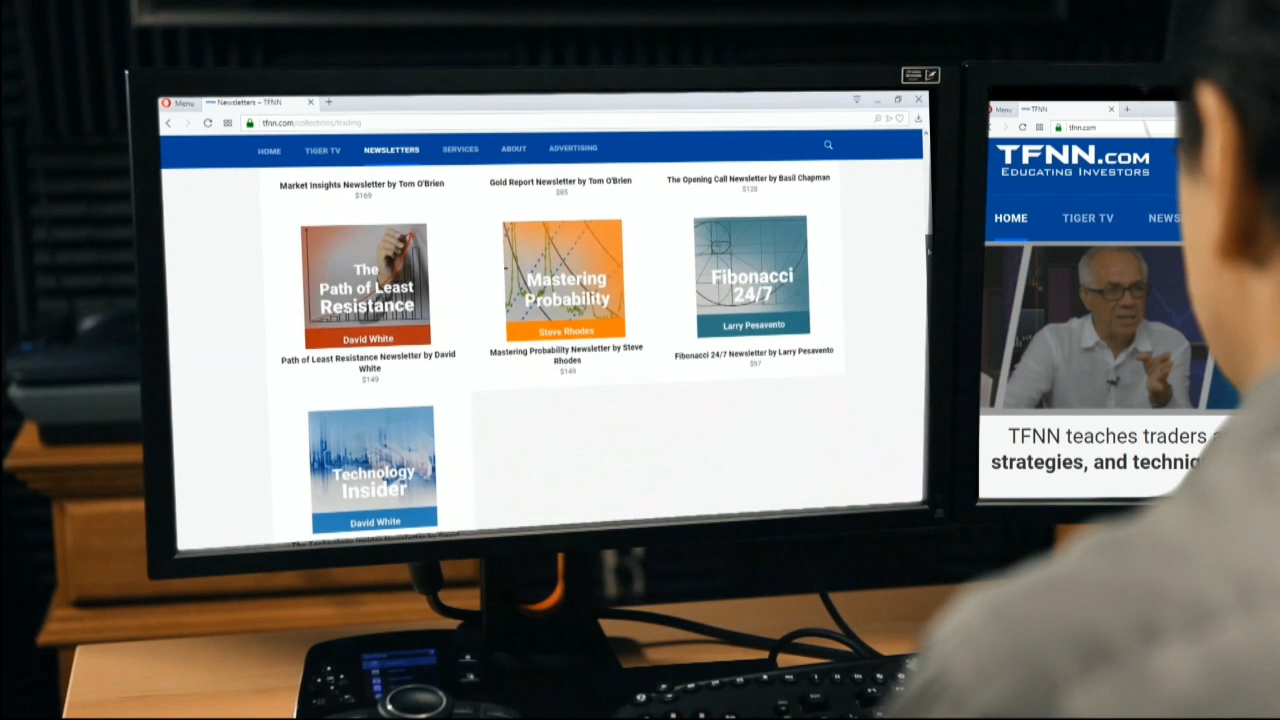 Menu
Newsletters – TFNN
tfnn.com/collections/trading
HOME TIGER TV NEWSLETTERS SERVICES ABOUT ADVERTISING
Market Insights Newsletter by Tom O'Brien
$169
Gold Report Newsletter by Tom O'Brien
$95
The Opening Call Newsletter by Basil Chapman
$128
The
Path of Least
Resistance
David White
Path of Least Resistance Newsletter by David
White
$149
Mastering
Probability
Steve Rhodes
Mastering Probability Newsletter by Steve
Rhodes
$149
Fibonacci
24/7
Larry Pesavento
Fibonacci 24/7 Newsletter by Larry Pesavento
$97
Technology
Insider
David White
Menu
TFNN
tfnn.com
TFNN.COM
EDUCATING INVESTORS
HOME TIGER TV NEWS
TFNN teaches traders
strategies, and techniq